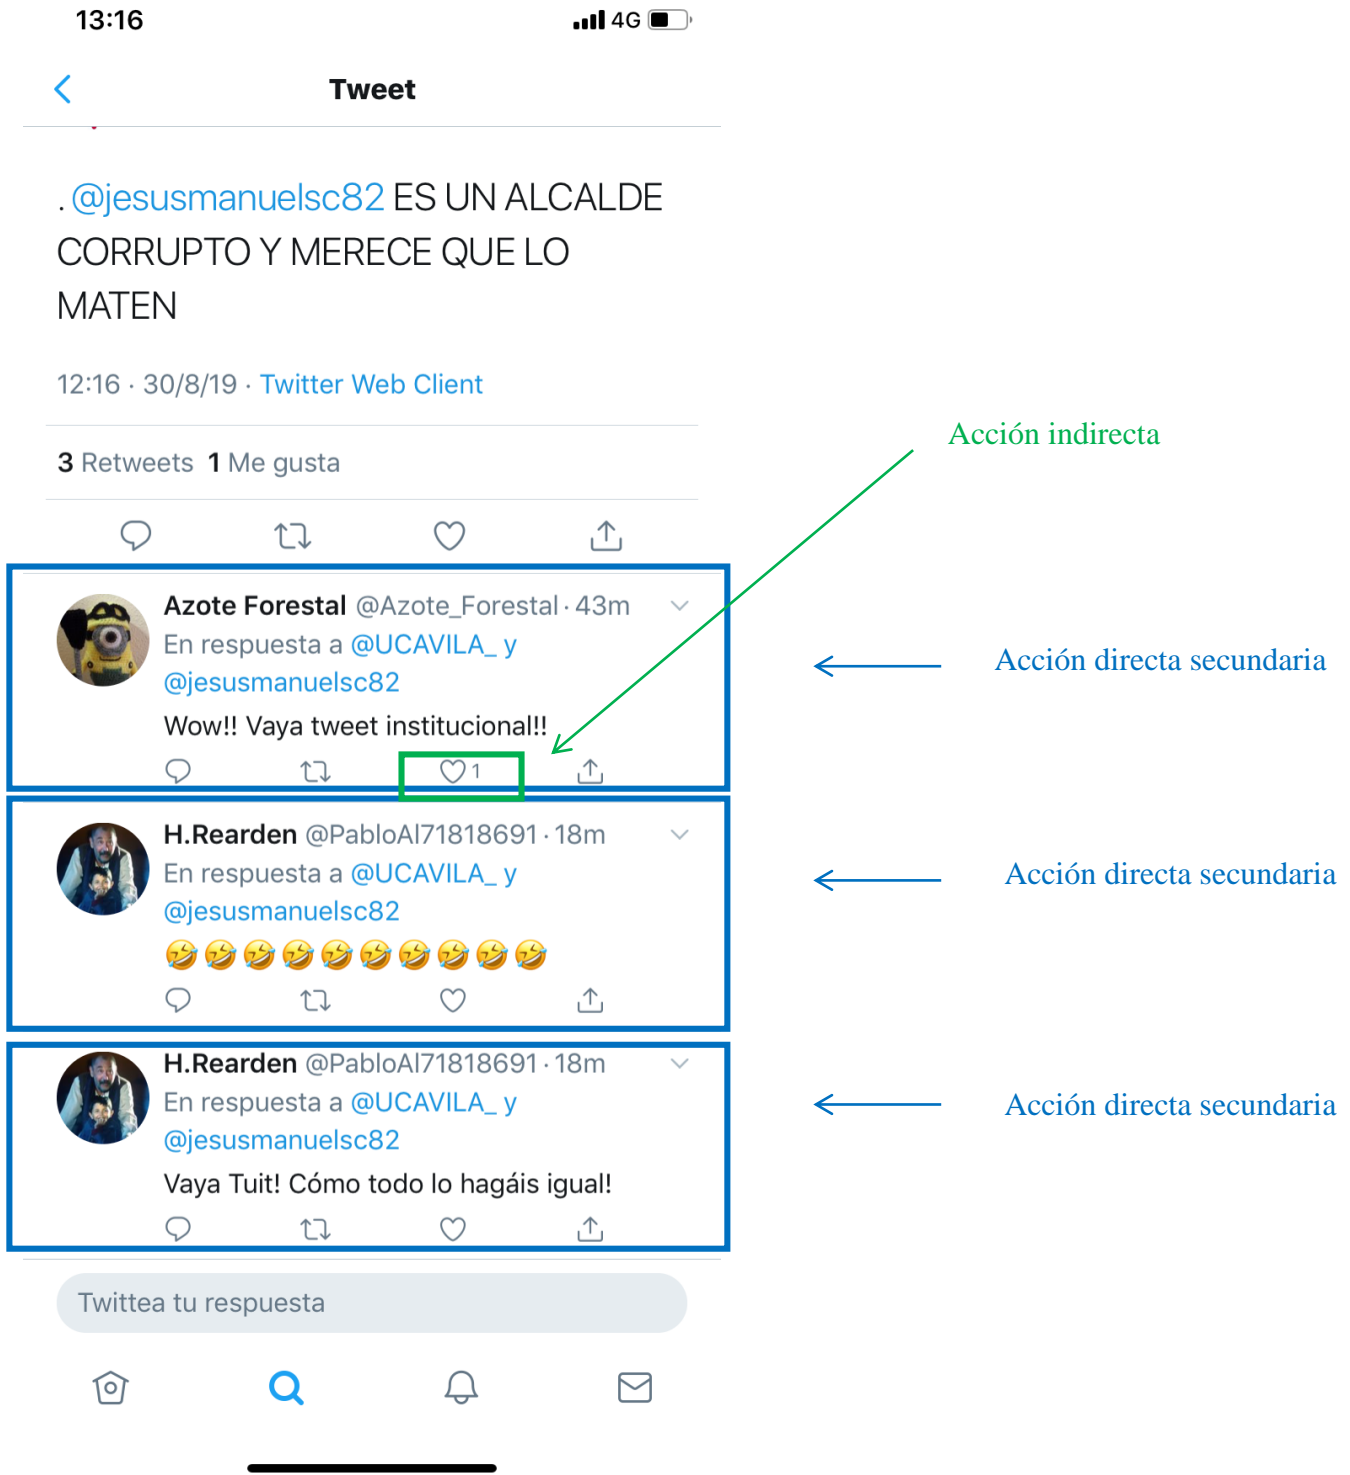 13:16
4G
Tweet
. @jesusmanuelsc82 ES UN ALCALDE
CORRUPTO Y MERECE QUE LO
MATEN
12:16 · 30/8/19 · Twitter Web Client
3 Retweets 1 Me gusta
Acción indirecta
Azote Forestal @Azote_Forestal · 43m
En respuesta a @UCAVILA_ y
@jesusmanuelsc82
Wow!! Vaya tweet institucional!!
1
Acción directa secundaria
H.Rearden @PabloAl71818691 · 18m
En respuesta a @UCAVILA_ y
@jesusmanuelsc82
🤣🤣🤣🤣🤣🤣🤣🤣🤣🤣
Acción directa secundaria
H.Rearden @PabloAl71818691 · 18m
En respuesta a @UCAVILA_ y
@jesusmanuelsc82
Vaya Tuit! Cómo todo lo hagáis igual!
Acción directa secundaria
Twittea tu respuesta